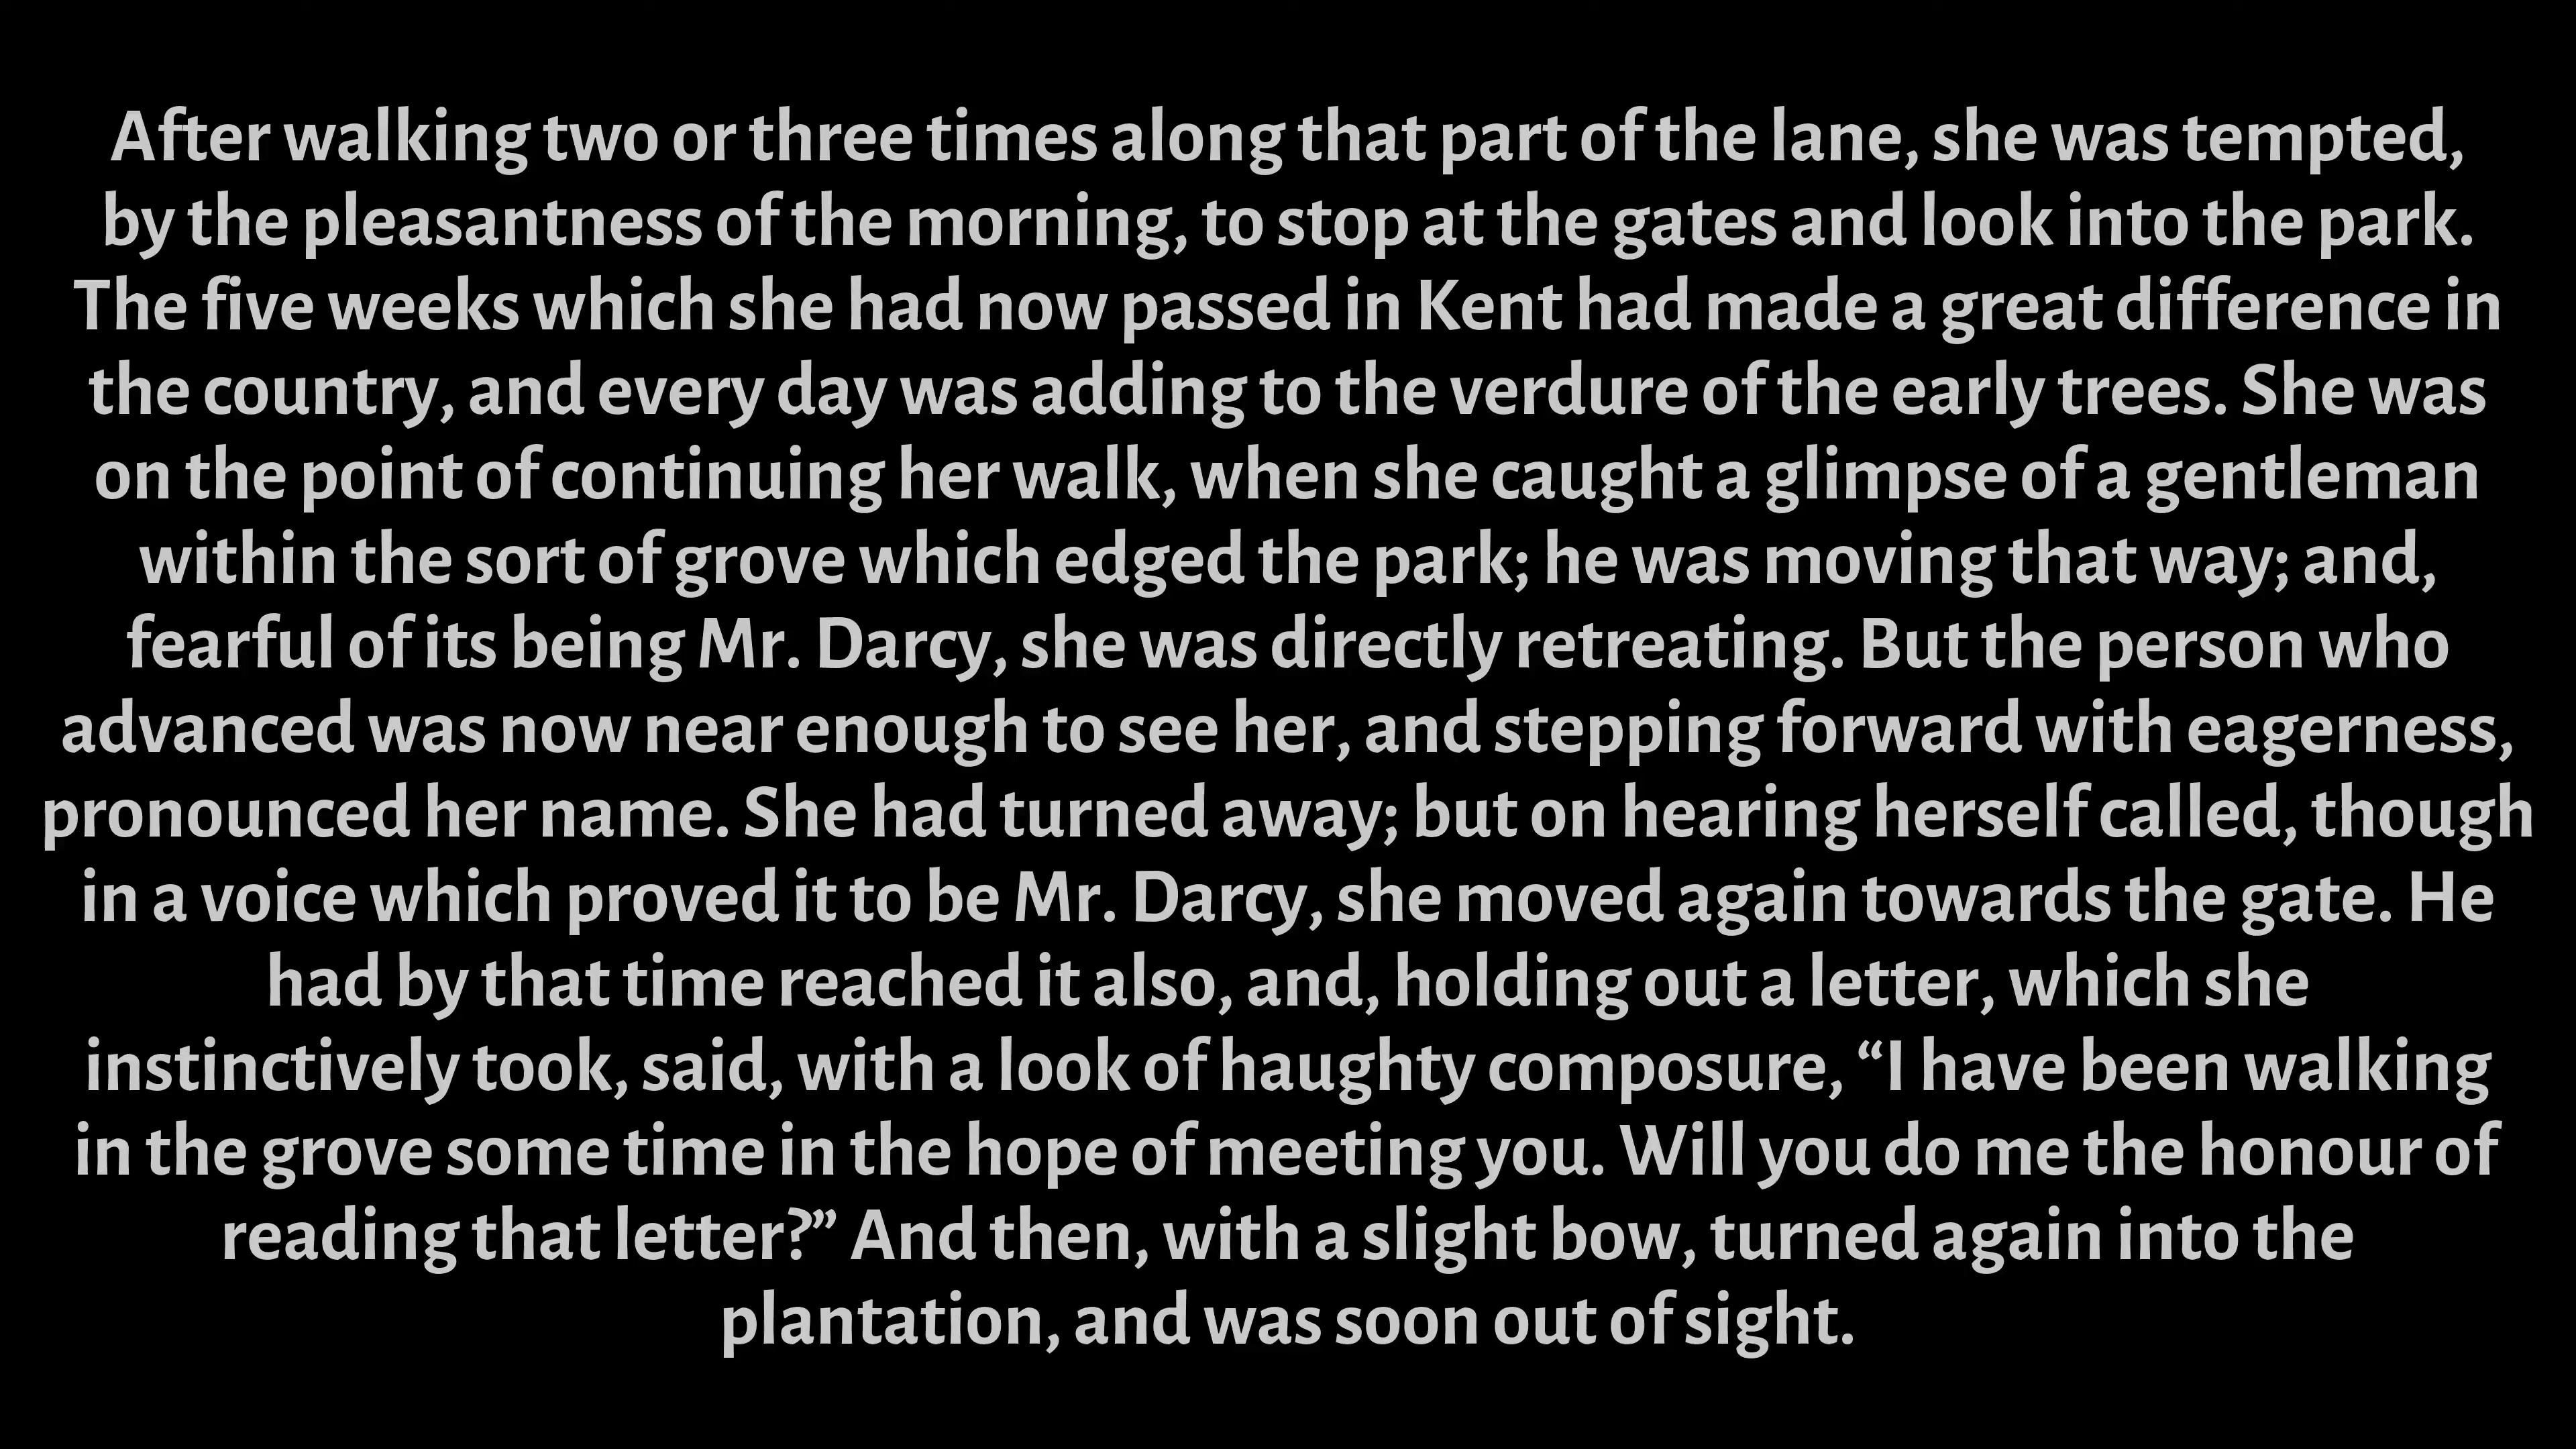 After walking two or three times along that part of the lane, she was tempted,
by the pleasantness of the morning, to stop at the gates and look into the park.
The five weeks which she had now passed in Kent had made a great difference in
the country, and every day was adding to the verdure of the early trees. She was
on the point of continuing her walk, when she caught a glimpse of a gentleman
within the sort of grove which edged the park; he was moving that way; and,
fearful of its being Mr. Darcy, she was directly retreating. But the person who
advanced was now near enough to see her, and stepping forward with eagerness,
pronounced her name. She had turned away; but on hearing herself called, though
in a voice which proved it to be Mr. Darcy, she moved again towards the gate. He
had by that time reached it also, and, holding out a letter, which she
instinctively took, said, with a look of haughty composure, “I have been walking
in the grove some time in the hope of meeting you. Will you do me the honour of
reading that letter?” And then, with a slight bow, turned again into the
plantation, and was soon out of sight.